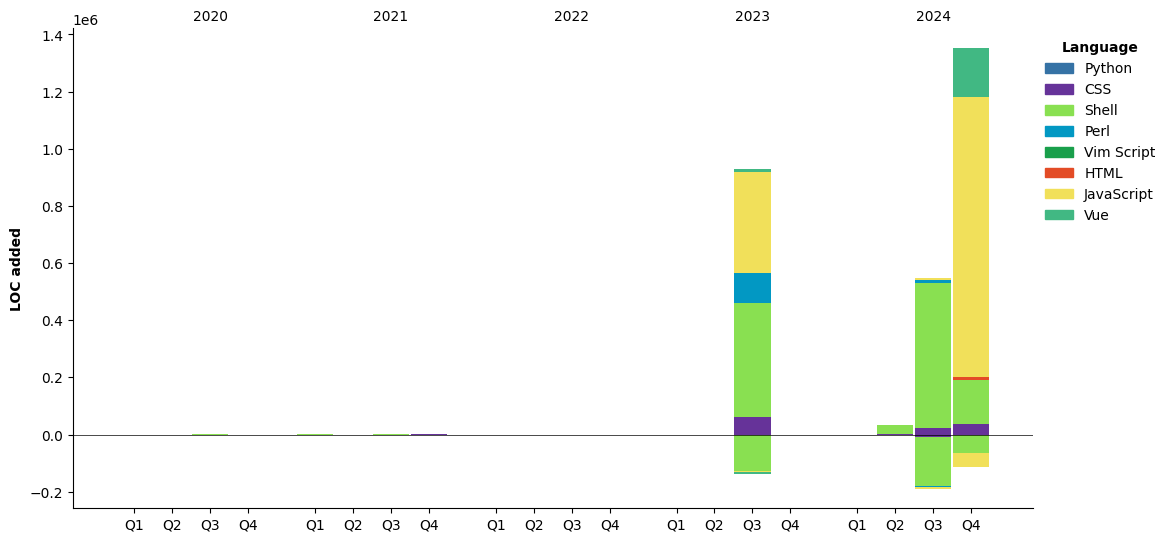 2020 2021 2022 2023 2024
1e6
1.4
1.2
1.0
0.8
0.6
0.4
0.2
0.0
−0.2
LOC added
Q1 Q2 Q3 Q4 Q1 Q2 Q3 Q4 Q1 Q2 Q3 Q4 Q1 Q2 Q3 Q4 Q1 Q2 Q3 Q4
Language
Python
CSS
Shell
Perl
Vim Script
HTML
JavaScript
Vue